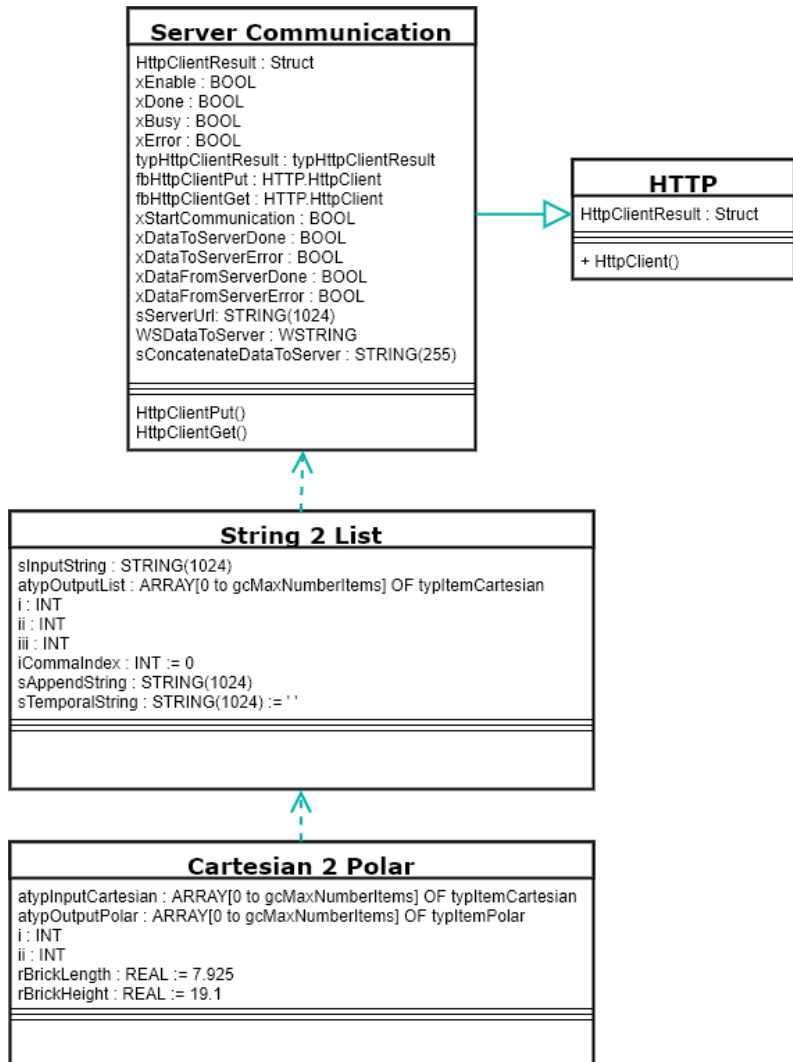 Server Communication
HttpClientResult : Struct
xEnable : BOOL
xDone : BOOL
xBusy : BOOL
xError : BOOL
typHttpClientResult : typHttpClientResult
fbHttpClientPut : HTTP.HttpClient
fbHttpClientGet : HTTP.HttpClient
xStartCommunication : BOOL
xDataToServerDone : BOOL
xDataToServerError : BOOL
xDataFromServerDone : BOOL
xDataFromServerError : BOOL
sServerUrl: STRING(1024)
WSDataToServer : WSTRING
sConcatenateDataToServer : STRING(255)
HttpClientPut()
HttpClientGet()
HTTP
HttpClientResult : Struct
+ HttpClient()
String 2 List
sInputString : STRING(1024)
atypOutputList : ARRAY[0 to gcMaxNumberItems] OF typItemCartesian
i : INT
ii : INT
iii : INT
iCommaIndex : INT := 0
sAppendString : STRING(1024)
sTemporalString : STRING(1024) := ' '
Cartesian 2 Polar
atypInputCartesian : ARRAY[0 to gcMaxNumberItems] OF typItemCartesian
atypOutputPolar : ARRAY[0 to gcMaxNumberItems] OF typItemPolar
i : INT
ii : INT
rBrickLength : REAL := 7.925
rBrickHeight : REAL := 19.1